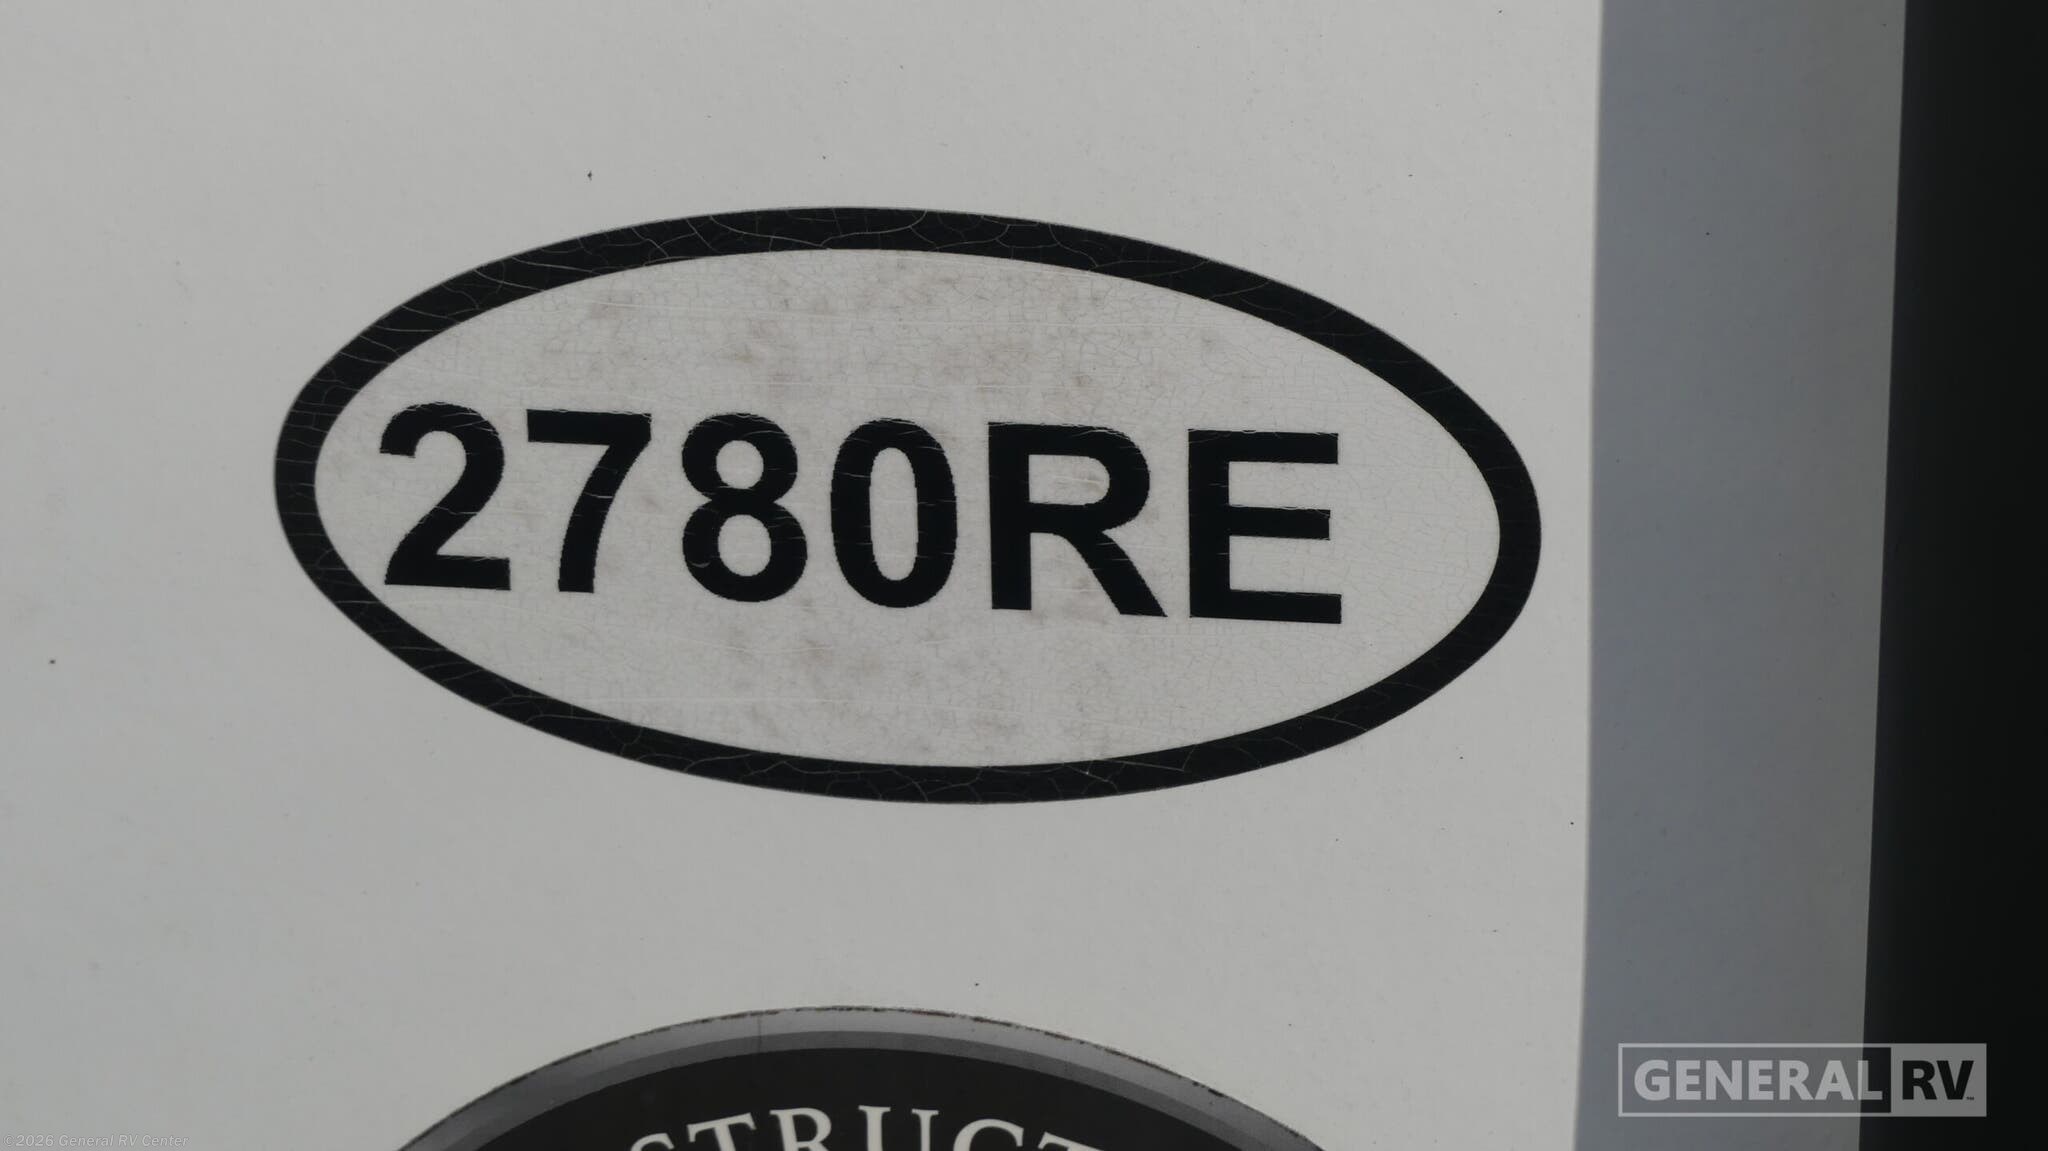 2780RE
GENERAL RV
©2026 General RV Center